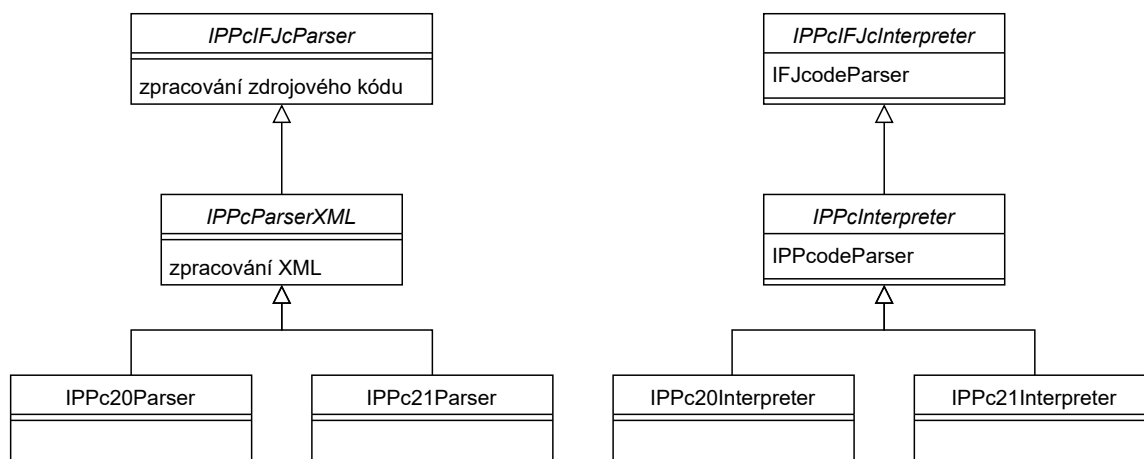 IPPcIFJcParser
zpracování zdrojového kódu
IPPcParserXML
zpracování XML
IPPc20Parser
IPPc21Parser
IPPcIFJcInterpreter
IFJcodeParser
IPPcInterpreter
IPPcodeParser
IPPc20Interpreter
IPPc21Interpreter